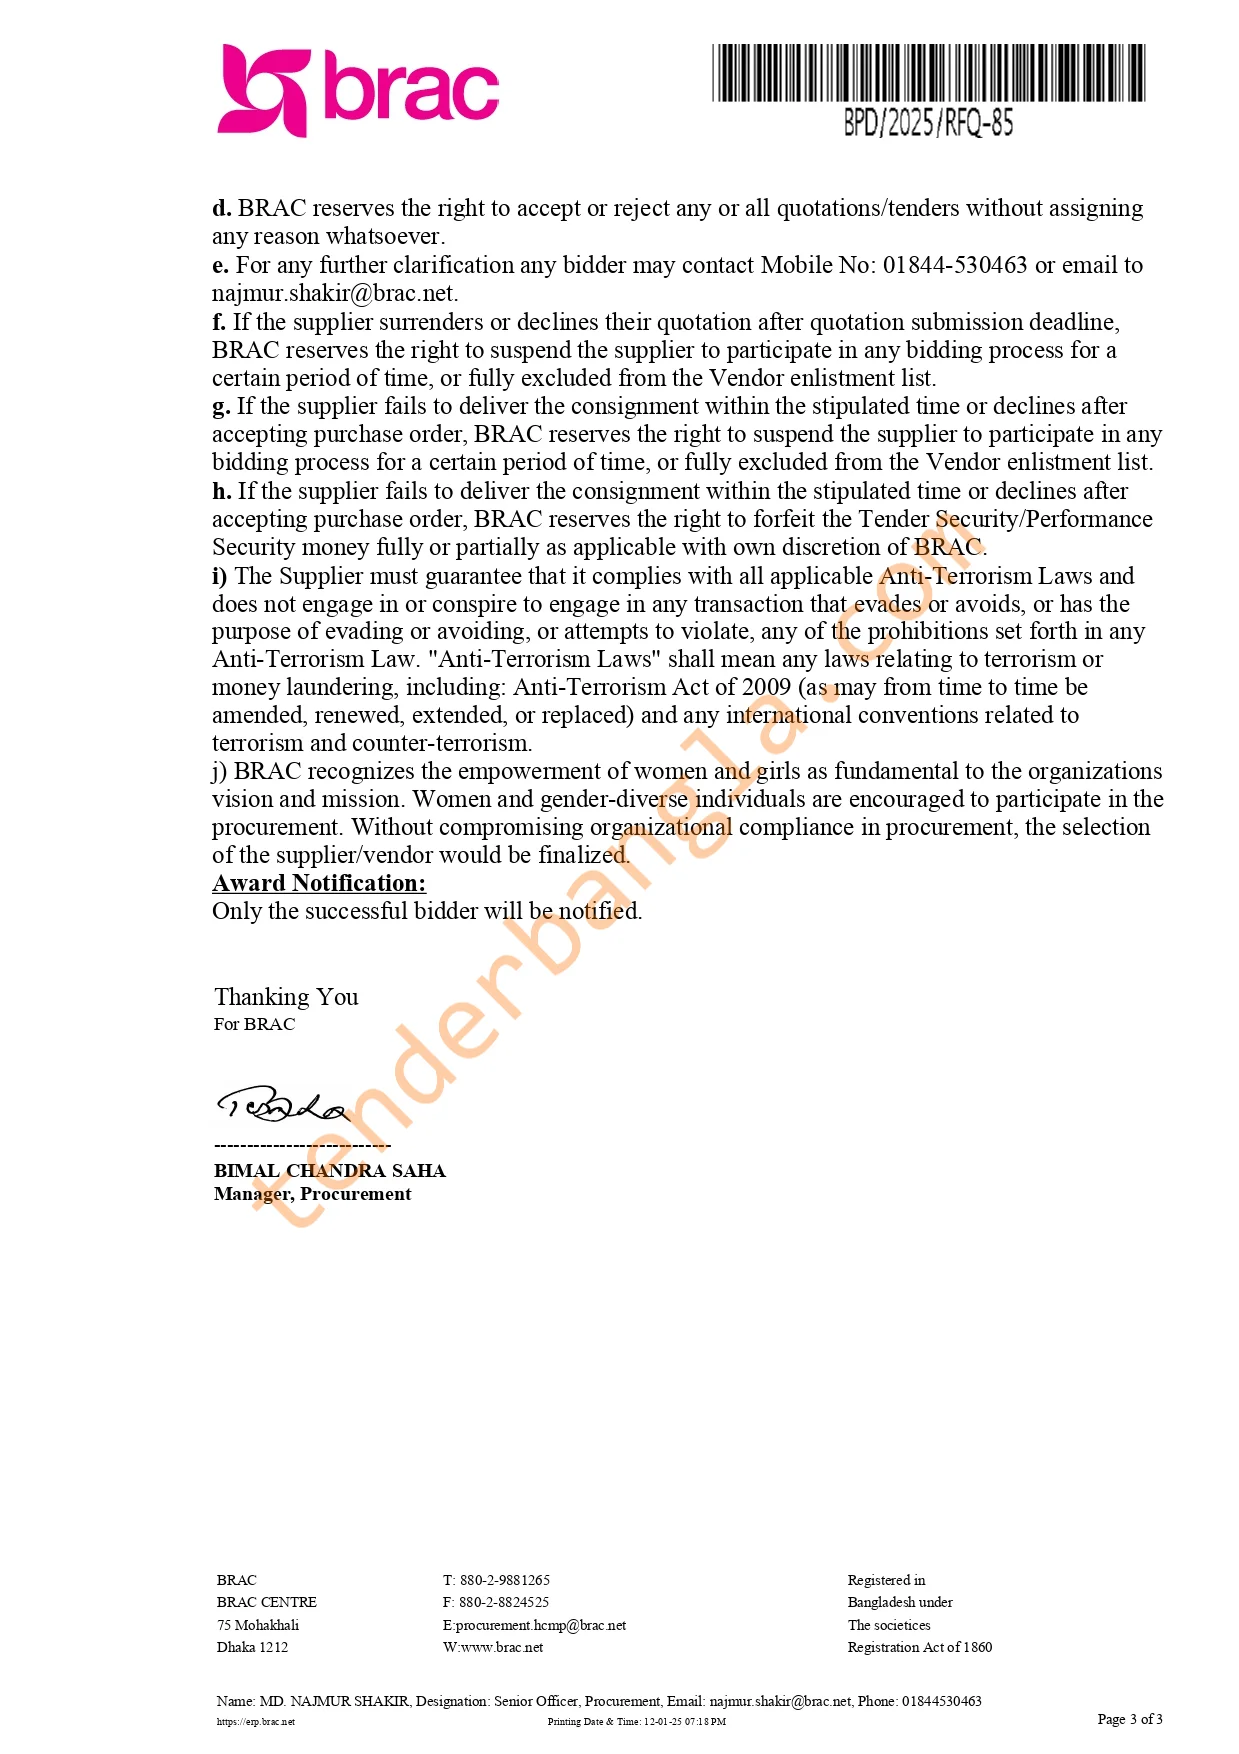 brac
BPD/2025/RFQ-85
d. BRAC reserves the right to accept or reject any or all quotations/tenders without assigning
any reason whatsoever.
e. For any further clarification any bidder may contact Mobile No: 01844-530463 or email to
najmur.shakir@brac.net.
f. If the supplier surrenders or declines their quotation after quotation submission deadline,
BRAC reserves the right to suspend the supplier to participate in any bidding process for a
certain period of time, or fully excluded from the Vendor enlistment list.
g. If the supplier fails to deliver the consignment within the stipulated time or declines after
accepting purchase order, BRAC reserves the right to suspend the supplier to participate in any
bidding process for a certain period of time, or fully excluded from the Vendor enlistment list.
h. If the supplier fails to deliver the consignment within the stipulated time or declines after
accepting purchase order, BRAC reserves the right to forfeit the Tender Security/Performance
Security money fully or partially as applicable with own discretion of BRAC.
i) The Supplier must guarantee that it complies with all applicable Anti-Terrorism Laws and
does not engage in or conspire to engage in any transaction that evades or avoids, or has the
purpose of evading or avoiding, or attempts to violate, any of the prohibitions set forth in any
Anti-Terrorism Law. "Anti-Terrorism Laws" shall mean any laws relating to terrorism or
money laundering, including: Anti-Terrorism Act of 2009 (as may from time to time be
amended, renewed, extended, or replaced) and any international conventions related to
terrorism and counter-terrorism.
j) BRAC recognizes the empowerment of women and girls as fundamental to the organizations
vision and mission. Women and gender-diverse individuals are encouraged to participate in the
procurement. Without compromising organizational compliance in procurement, the selection
of the supplier/vendor would be finalized.
Award Notification:
Only the successful bidder will be notified.
tenderbangla.com
Thanking You
For BRAC
---------------------------
BIMAL CHANDRA SAHA
Manager, Procurement
BRAC T: 880-2-9881265 Registered in
BRAC CENTRE F: 880-2-8824525 Bangladesh under
75 Mohakhali E:procurement.hcmp@brac.net The societices
Dhaka 1212 W:www.brac.net Registration Act of 1860
Name: MD. NAJMUR SHAKIR, Designation: Senior Officer, Procurement, Email: najmur.shakir@brac.net, Phone: 01844530463
https://erp.brac.net Printing Date & Time: 12-01-25 07:18 PM Page 3 of 3